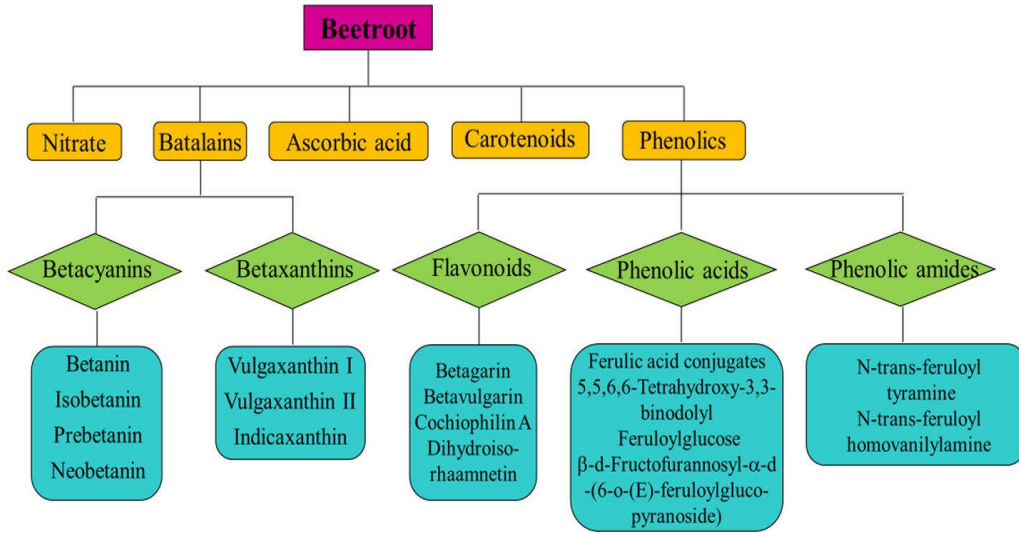 Beetroot
Nitrate
Batalains
Ascorbic acid
Carotenoids
Phenolics
Betacyanins
Betaxanthins
Flavonoids
Phenolic acids
Phenolic amides
Betanin
Isobetanin
Prebetanin
Neobetanin
Vulgaxanthin I
Vulgaxanthin II
Indicaxanthin
Betagarin
Betavulgarin
Cochiophilin A
Dihydroiso-
rhaamnetin
Ferulic acid conjugates
5,5,6,6-Tetrahydroxy-3,3-
binodolyl
Feruloylglucose
β-d-Fructofurannosyl-α-d
-(6-o-(E)-feruloylgluco-
pyranoside)
N-trans-feruloyl
tyramine
N-trans-feruloyl
homovanilylamine